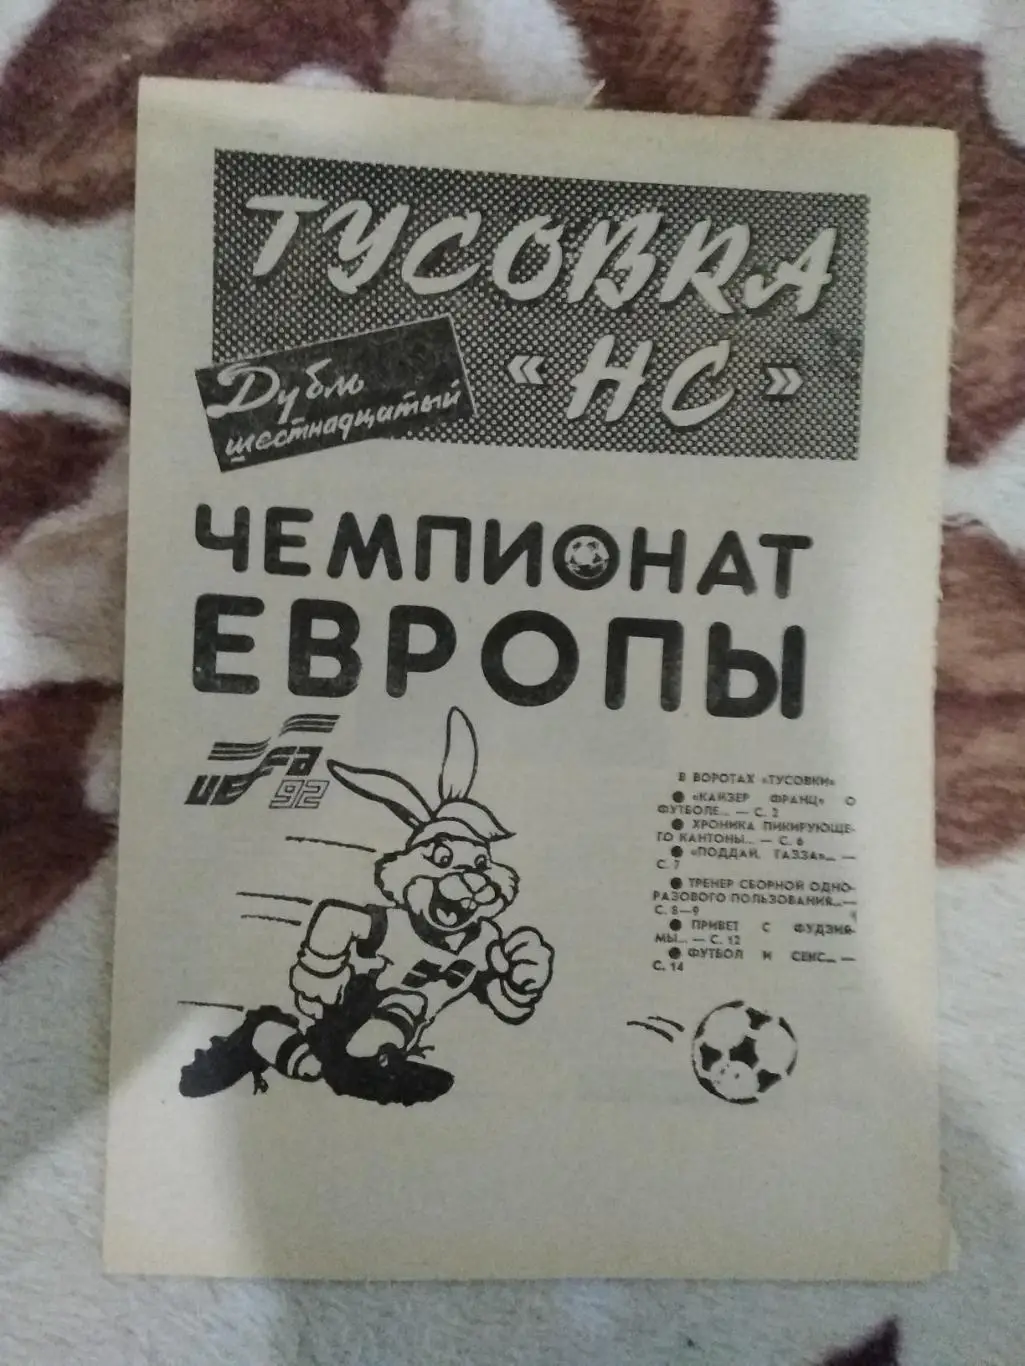 ТУСОВКА
«НС»
Дубль
шестнадцатый
ЧЕМПИОНАТ
ЕВРОПЫ
UEFA
92
В ВОРОТАХ «ТУСОВКИ»
● «КАЙЗЕР ФРАНЦ» О
ФУТБОЛЕ... — С. 2
● ХРОНИКА ПИКИРУЮЩЕ-
ГО КАНТОНЫ... — С. 6
● «ПОДДАЙ, ГАЗЗА»... —
С. 7
● ТРЕНЕР СБОРНОЙ ОДНО-
РАЗОВОГО ПОЛЬЗОВАНИЯ...—
С. 8—9
● ПРИВЕТ С ФУДЗИЯ-
МЫ... — С. 12
● ФУТБОЛ И СЕКС... —
С. 14